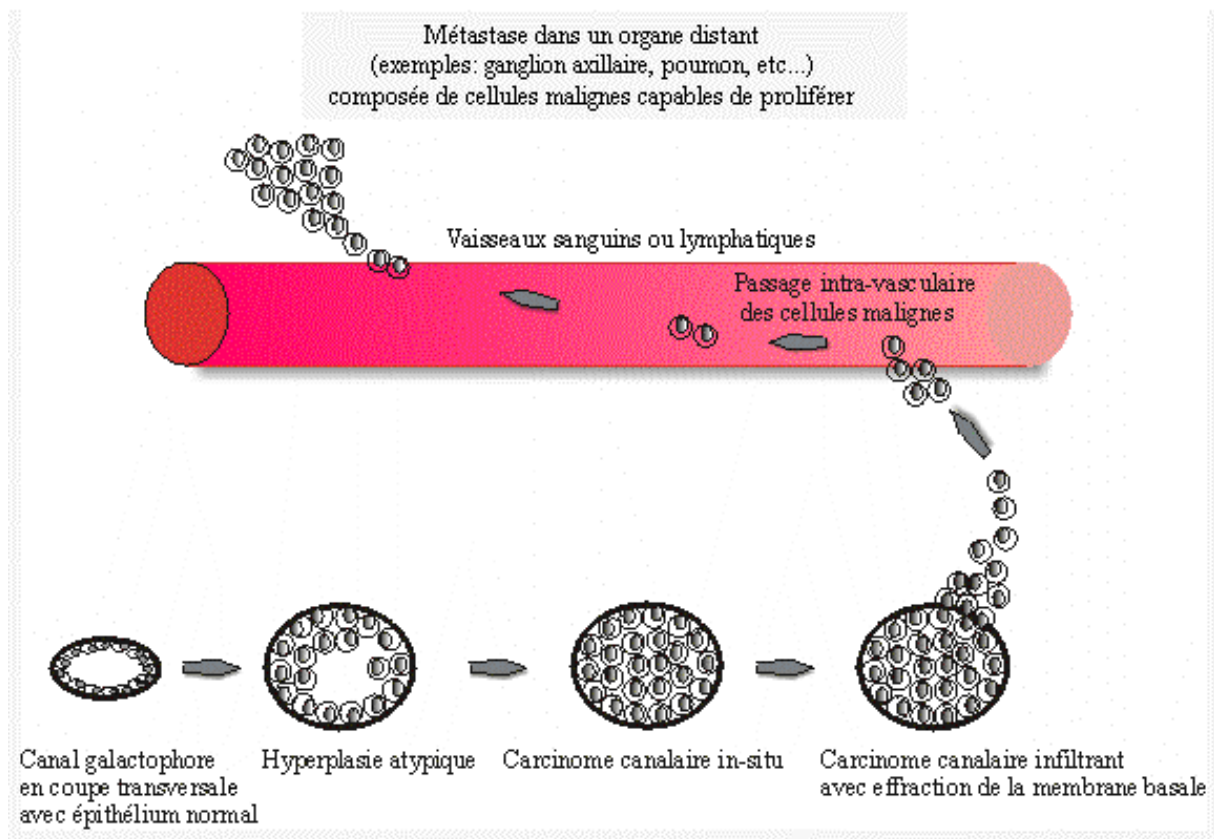 Métastase dans un organe distant
(exemples: ganglion axillaire, poumon, etc...)
composée de cellules malignes capables de proliférer
Vaisseaux sanguins ou lymphatiques
Passage intra-vasculaire
des cellules malignes
Canal galactophore
en coupe transversale
avec épithélium normal
Hyperplasie atypique
Carcinome canalaire in-situ
Carcinome canalaire infiltrant
avec effraction de la membrane basale